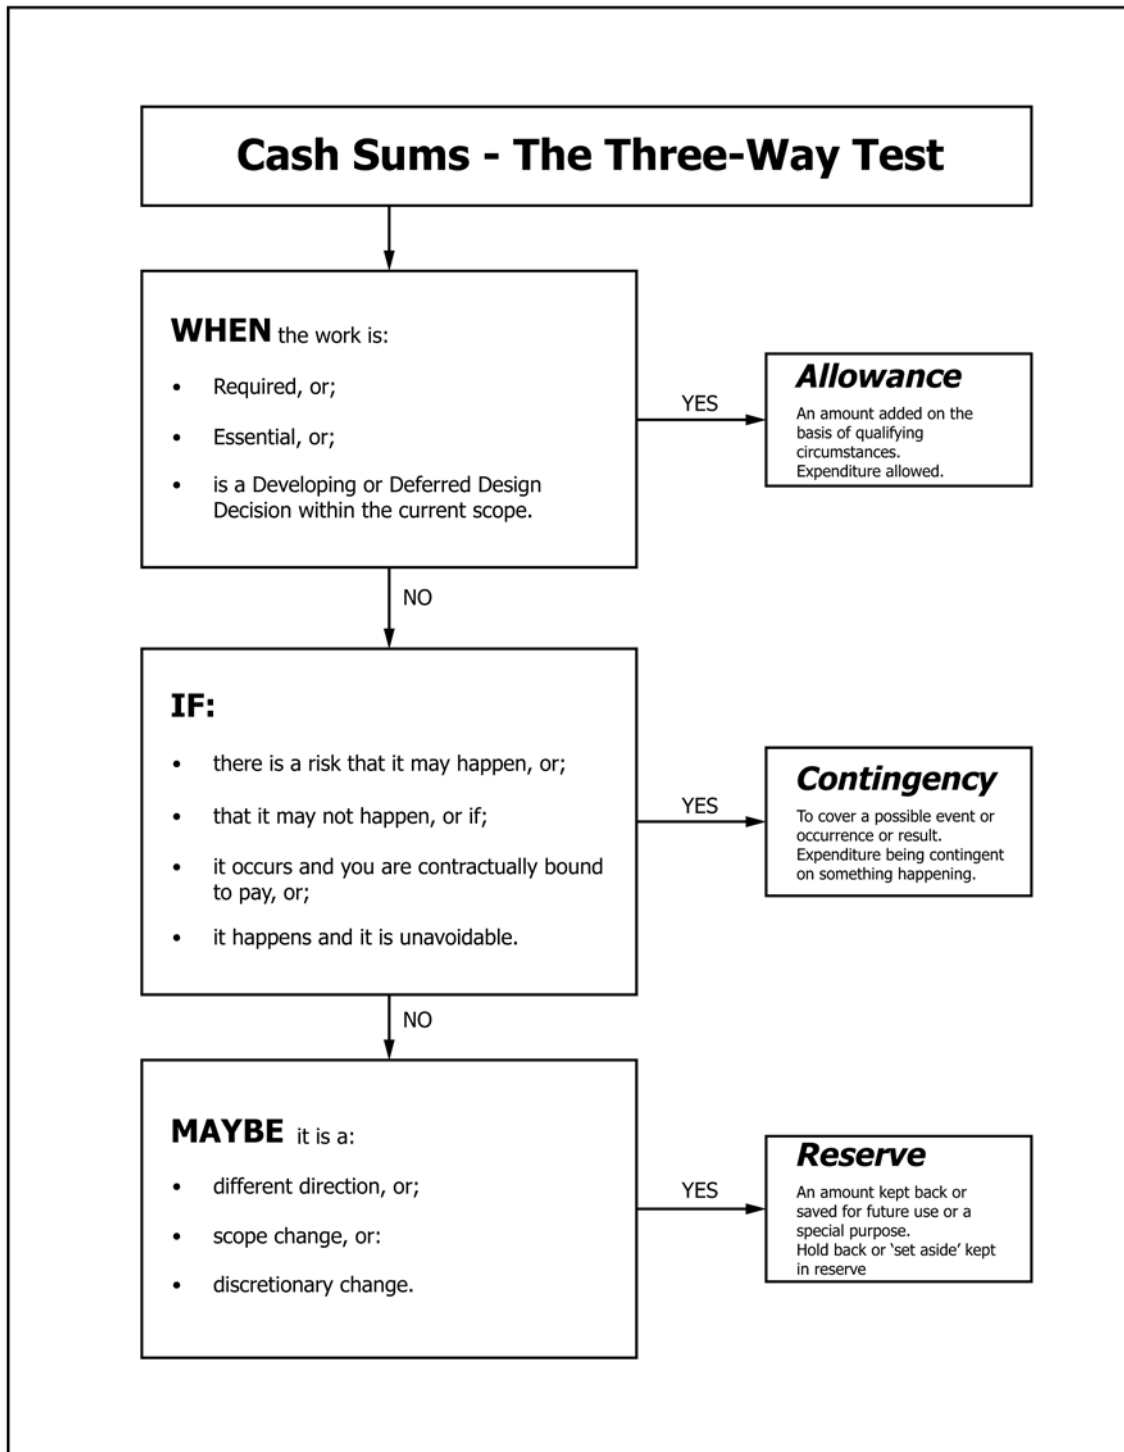 Cash Sums - The Three-Way Test
WHEN the work is:
• Required, or;
• Essential, or;
• is a Developing or Deferred Design
Decision within the current scope.
YES
Allowance
An amount added on the
basis of qualifying
circumstances.
Expenditure allowed.
NO
IF:
• there is a risk that it may happen, or;
• that it may not happen, or if;
• it occurs and you are contractually bound
to pay, or;
• it happens and it is unavoidable.
YES
Contingency
To cover a possible event or
occurrence or result.
Expenditure being contingent
on something happening.
NO
MAYBE it is a:
• different direction, or;
• scope change, or:
• discretionary change.
YES
Reserve
An amount kept back or
saved for future use or a
special purpose.
Hold back or ‘set aside’ kept
in reserve